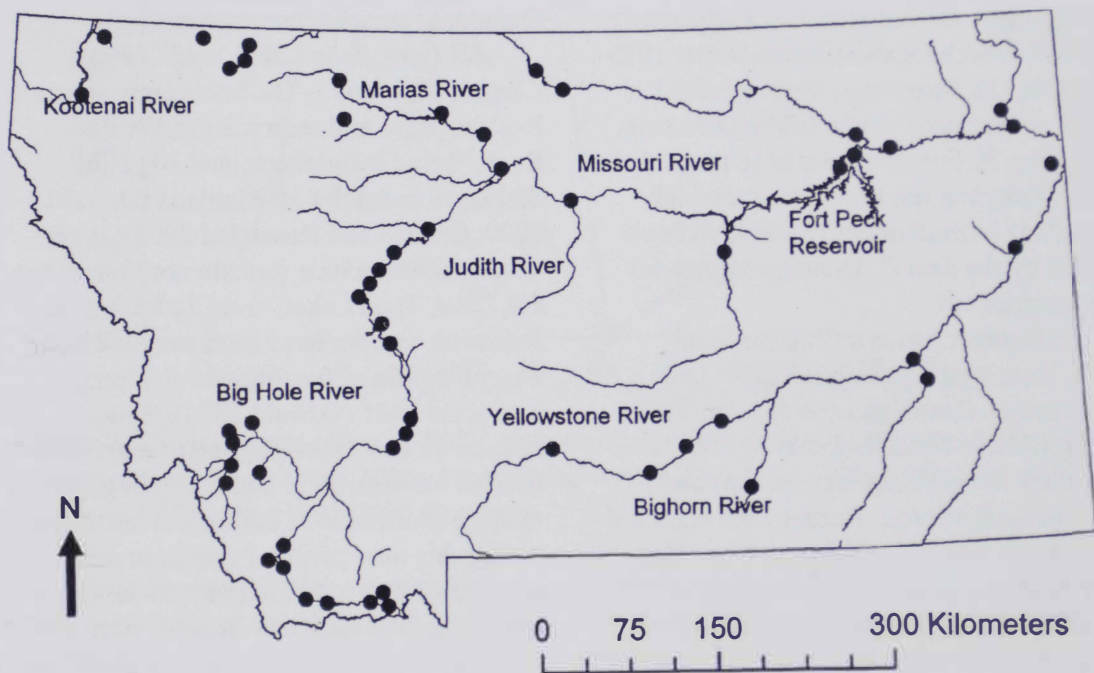 Kootenai River
Marias River
Missouri River
Fort Peck
Reservoir
Judith River
Big Hole River
Yellowstone River
Bighorn River
N
0 75 150 300 Kilometers